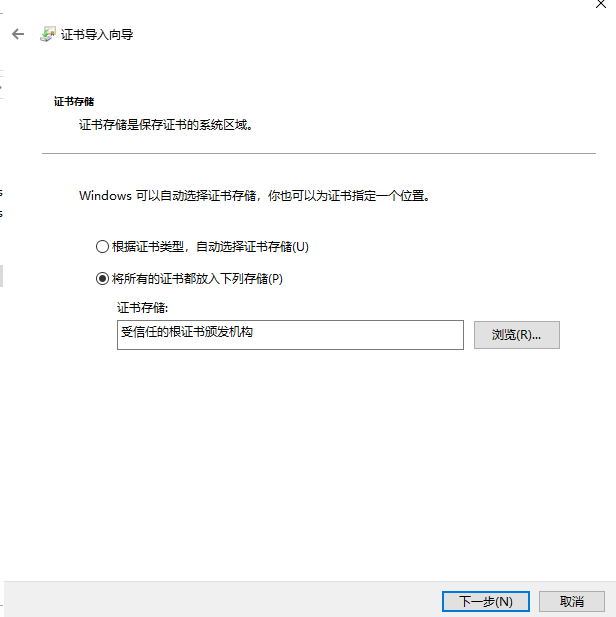 证书导入向导
证书存储
证书存储是保存证书的系统区域。
Windows 可以自动选择证书存储，你也可以为证书指定一个位置。
根据证书类型，自动选择证书存储(U)
将所有的证书都放入下列存储(P)
证书存储:
受信任的根证书颁发机构
浏览(R)...
下一步(N)
取消